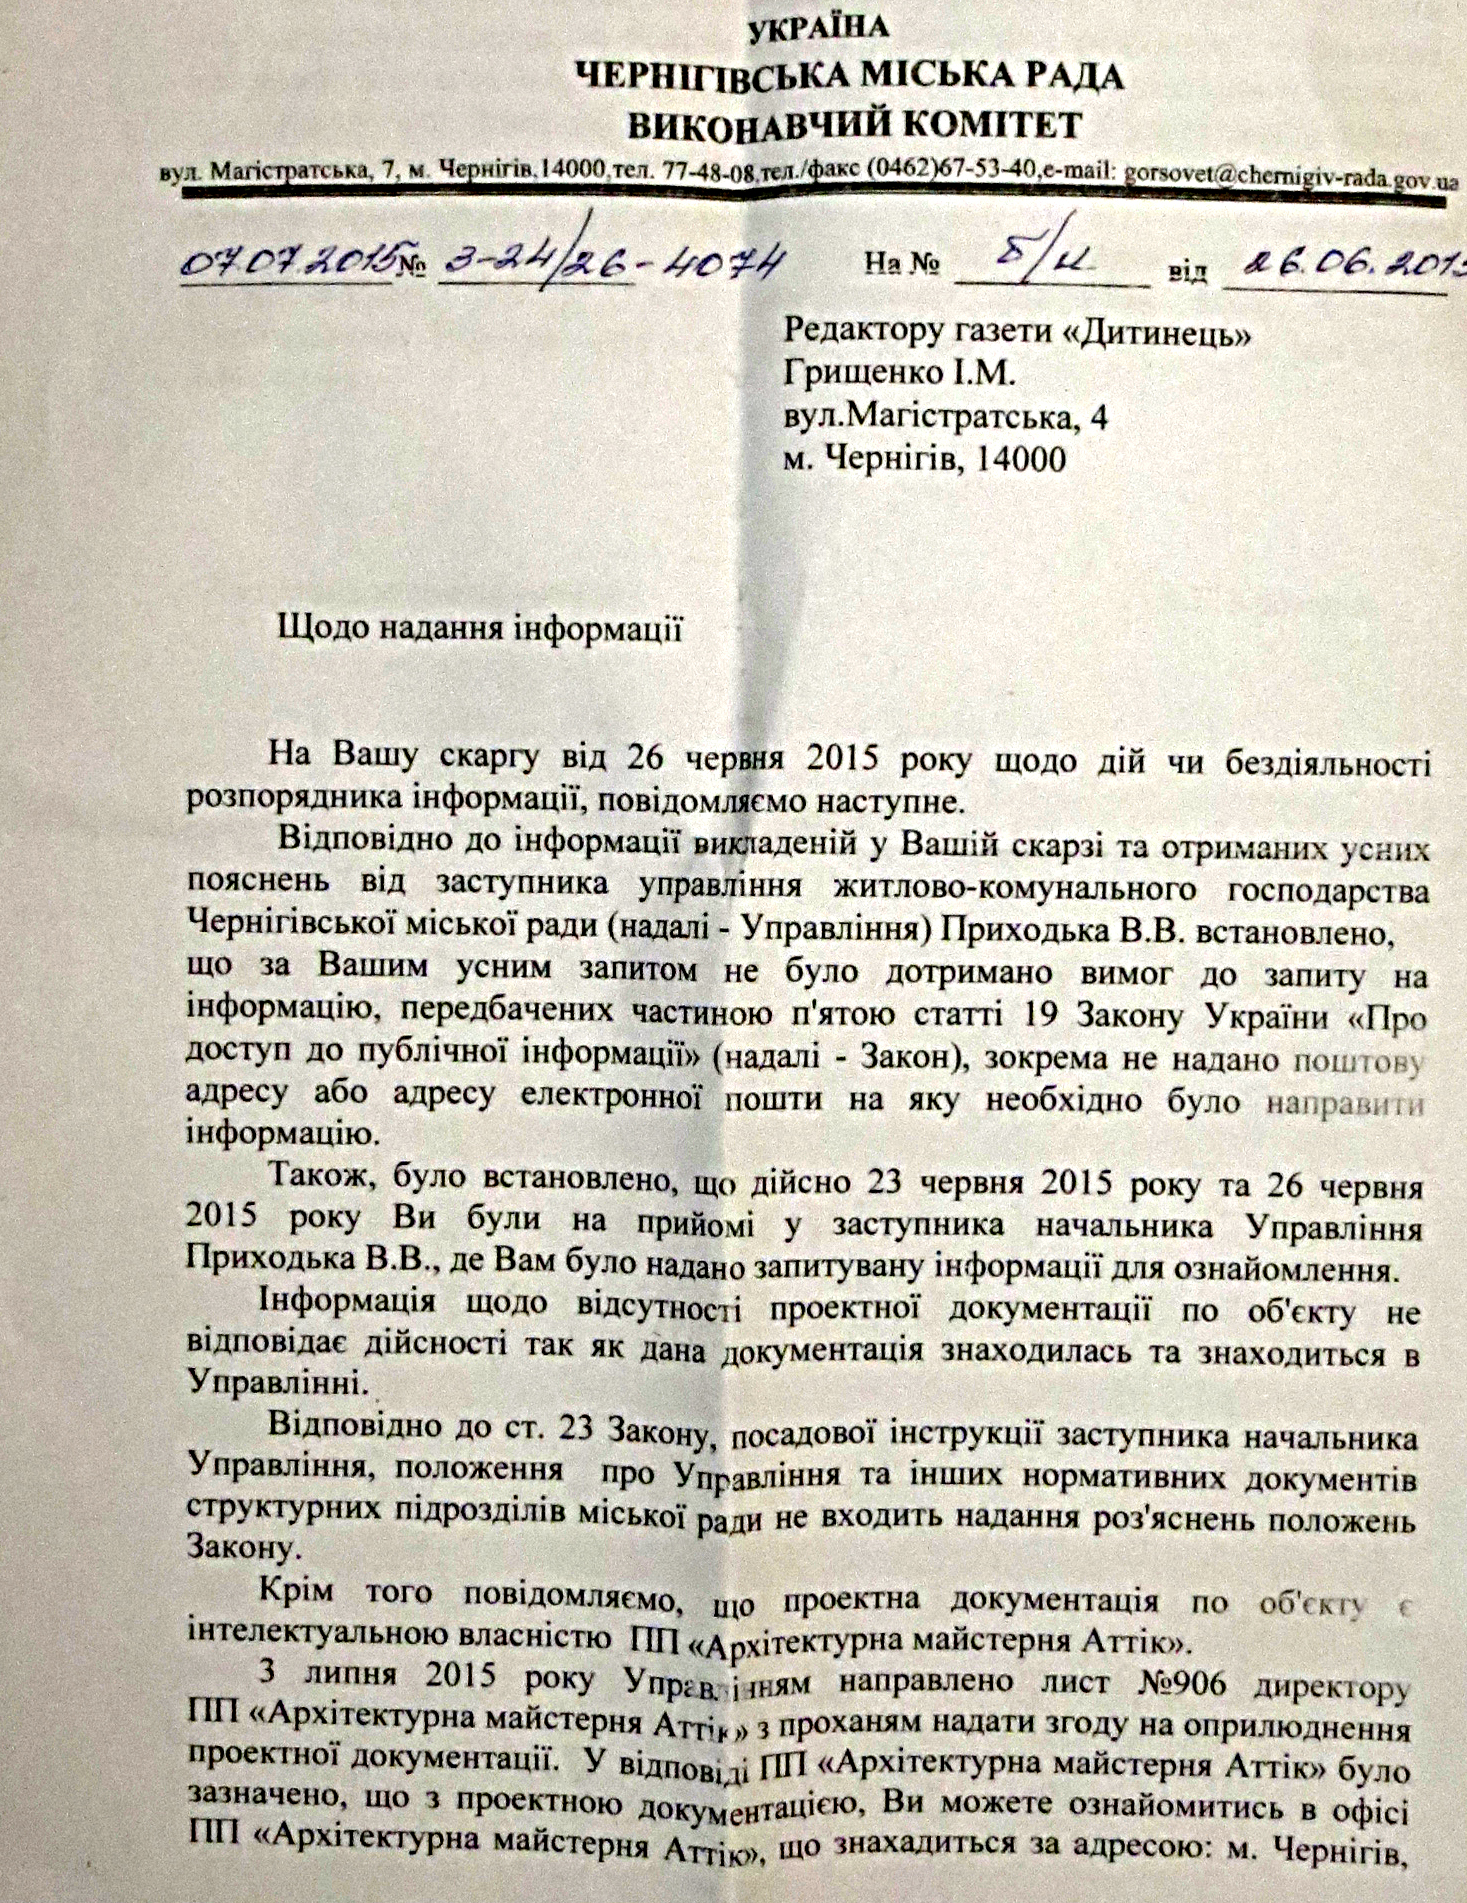 УКРАЇНА
ЧЕРНІГІВСЬКА МІСЬКА РАДА
ВИКОНАВЧИЙ КОМІТЕТ
вул. Магістратська, 7, м. Чернігів,14000,тел. 77-48-08,тел./факс (0462)67-53-40,e-mail: gorsovet@chernigiv-rada.gov.ua
07.07.2015 № 3-24/26-4074 На № б/н від 26.06.2015
Редактору газети «Дитинець»
Грищенко І.М.
вул.Магістратська, 4
м. Чернігів, 14000
Щодо надання інформації
На Вашу скаргу від 26 червня 2015 року щодо дій чи бездіяльності
розпорядника інформації, повідомляємо наступне.
Відповідно до інформації викладеній у Вашій скарзі та отриманих усних
пояснень від заступника управління житлово-комунального господарства
Чернігівської міської ради (надалі - Управління) Приходька В.В. встановлено,
що за Вашим усним запитом не було дотримано вимог до запиту на
інформацію, передбачених частиною п'ятою статті 19 Закону України «Про
доступ до публічної інформації» (надалі - Закон), зокрема не надано поштову
адресу або адресу електронної пошти на яку необхідно було направити
інформацію.
Також, було встановлено, що дійсно 23 червня 2015 року та 26 червня
2015 року Ви були на прийомі у заступника начальника Управління
Приходька В.В., де Вам було надано запитувану інформації для ознайомлення.
Інформація щодо відсутності проектної документації по об'єкту не
відповідає дійсності так як дана документація знаходилась та знаходиться в
Управлінні.
Відповідно до ст. 23 Закону, посадової інструкції заступника начальника
Управління, положення про Управління та інших нормативних документів
структурних підрозділів міської ради не входить надання роз'яснень положень
Закону.
Крім того повідомляємо, що проектна документація по об'єкту є
інтелектуальною власністю ПП «Архітектурна майстерня Аттік».
3 липня 2015 року Управлінням направлено лист №906 директору
ПП «Архітектурна майстерня Аттік» з проханям надати згоду на оприлюднення
проектної документації. У відповіді ПП «Архітектурна майстерня Аттік» було
зазначено, що з проектною документацією, Ви можете ознайомитись в офісі
ПП «Архітектурна майстерня Аттік», що знахадиться за адресою: м. Чернігів,